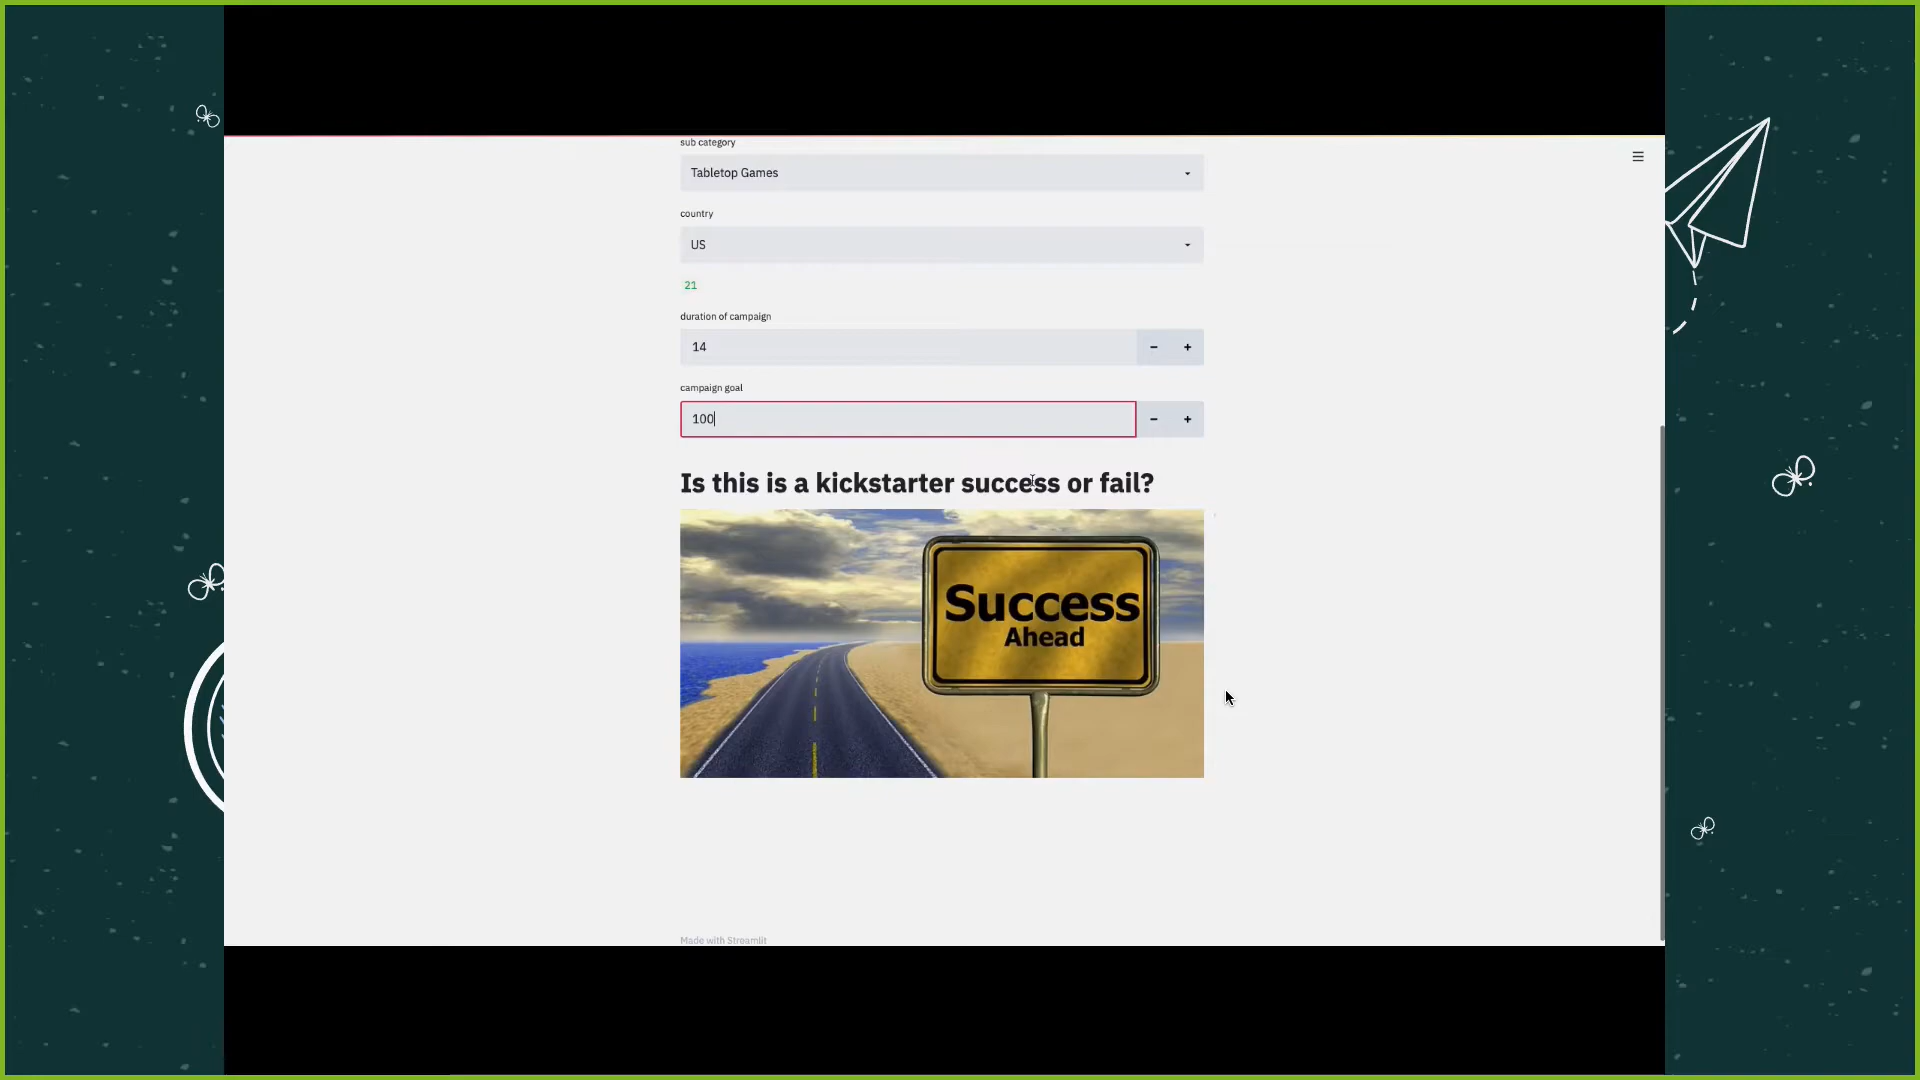 sub category
Tabletop Games
country
US
21
duration of campaign
14
− +
campaign goal
100
− +
Is this is a kickstarter success or fail?
Success
Ahead
Made with Streamlit